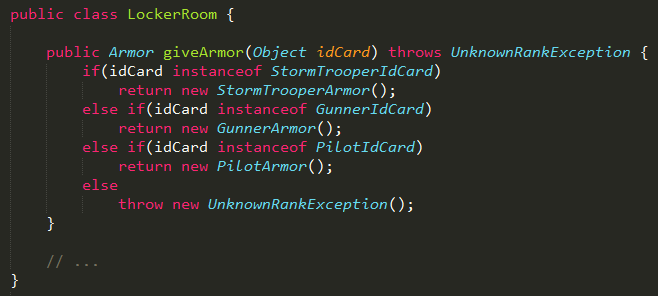 public class LockerRoom {
    public Armor giveArmor(Object idCard) throws UnknownRankException {
        if(idCard instanceof StormTrooperIdCard)
            return new StormTrooperArmor();
        else if(idCard instanceof GunnerIdCard)
            return new GunnerArmor();
        else if(idCard instanceof PilotIdCard)
            return new PilotArmor();
        else
            throw new UnknownRankException();
    }
    // ...
}